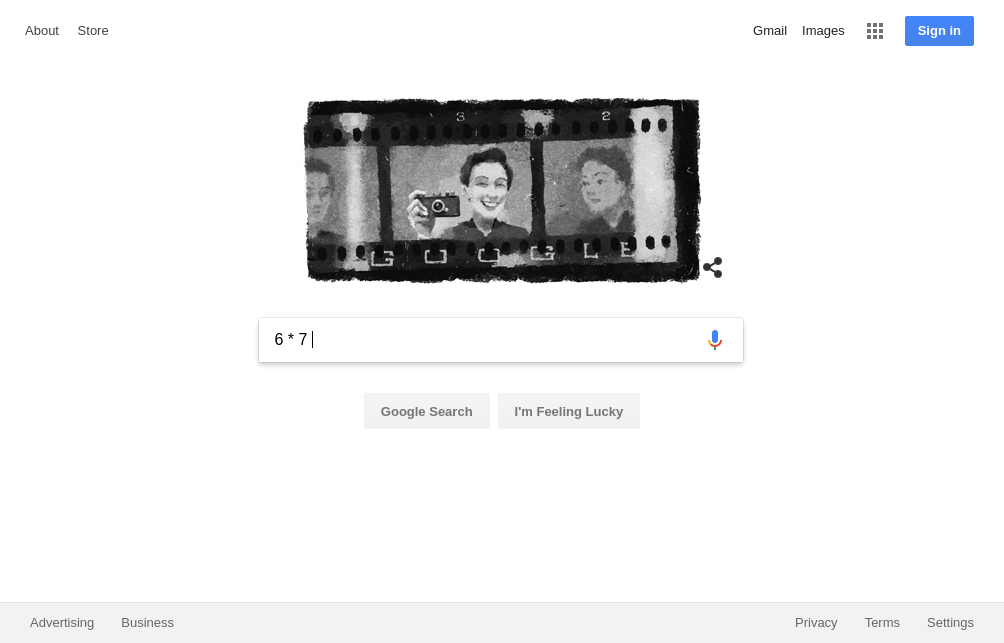 About Store Gmail Images Sign in
3 2
G O O G L E
6 * 7
Google Search I'm Feeling Lucky
Advertising Business Privacy Terms Settings